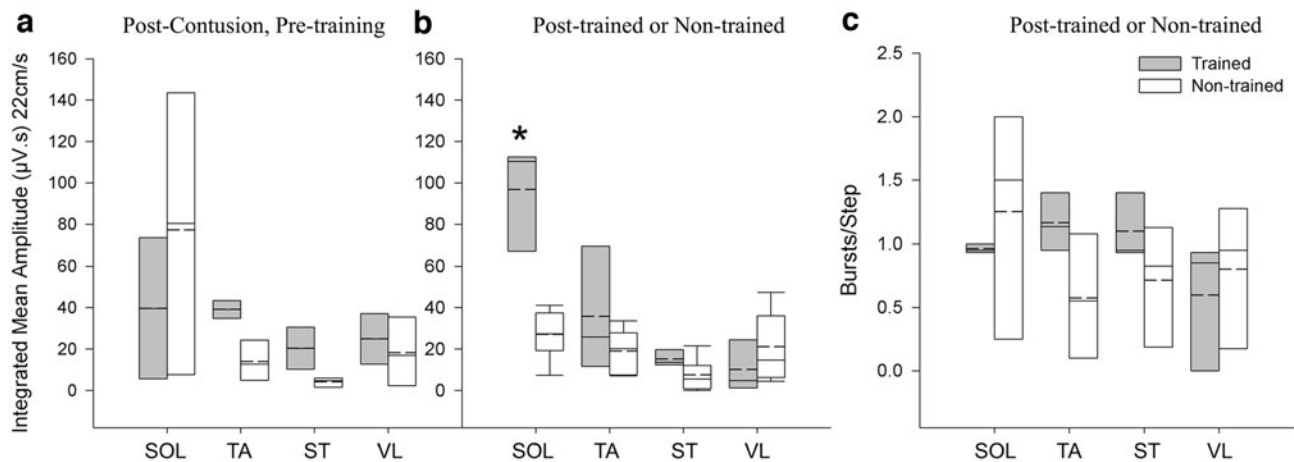 a Post-Contusion, Pre-training
Integrated Mean Amplitude (µV.s) 22cm/s
160
140
120
100
80
60
40
20
0
SOL TA ST VL
b Post-trained or Non-trained
160
140
120
100
80
60
40
20
0
*
SOL TA ST VL
c Post-trained or Non-trained
Bursts/Step
2.5
2.0
1.5
1.0
0.5
0.0
Trained
Non-trained
SOL TA ST VL